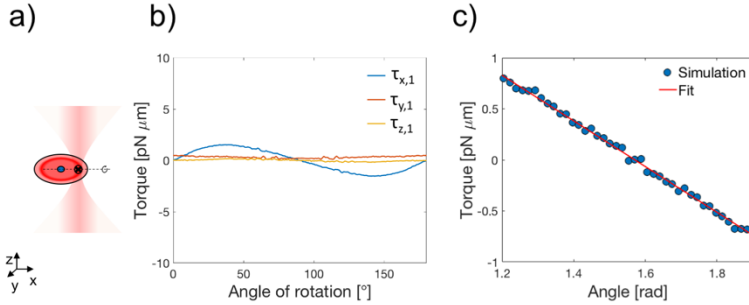 a)
b)
c)
z
y
x
Torque [pN μm]
10
5
0
-5
-10
0
50
100
150
Angle of rotation [°]
τx,1
τy,1
τz,1
Torque [pN μm]
1
0.5
0
-0.5
-1
1.2
1.4
1.6
1.8
Angle [rad]
Simulation
Fit